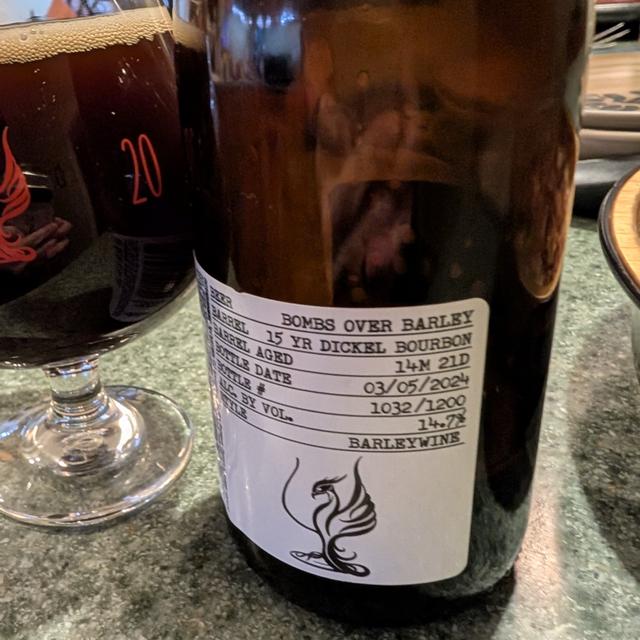 20
BEER BOMBS OVER BARLEY
BARREL 15 YR DICKEL BOURBON
BARREL AGED 14M 21D
BOTTLE DATE 03/05/2024
BOTTLE # 1032/1200
ALC. BY VOL. 14.7%
STYLE BARLEYWINE